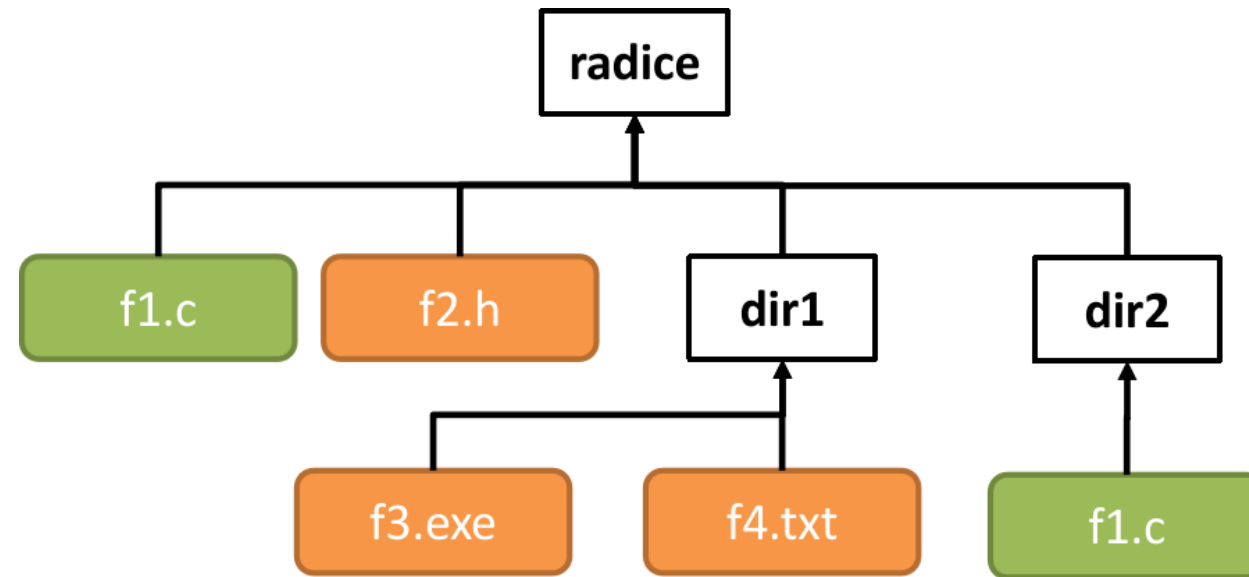 radice
f1.c
f2.h
dir1
dir2
f3.exe
f4.txt
f1.c